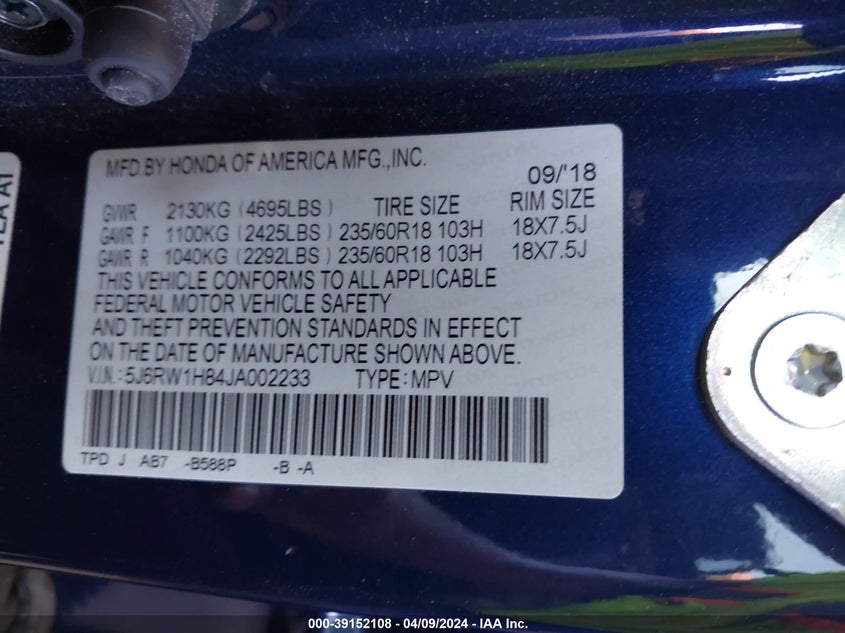 MFD.BY HONDA OF AMERICA MFG.,INC.
09/'18
GVWR 2130KG (4695LBS) TIRE SIZE RIM SIZE
GAWR F 1100KG (2425LBS) 235/60R18 103H 18X7.5J
GAWR R 1040KG (2292LBS) 235/60R18 103H 18X7.5J
THIS VEHICLE CONFORMS TO ALL APPLICABLE
FEDERAL MOTOR VEHICLE SAFETY
AND THEFT PREVENTION STANDARDS IN EFFECT
ON THE DATE OF MANUFACTURE SHOWN ABOVE.
V.I.N.: 5J6RW1H84JA002233 TYPE: MPV
TPD J AB7 -B588P -B -A
000-39152108 - 04/09/2024 - IAA Inc.